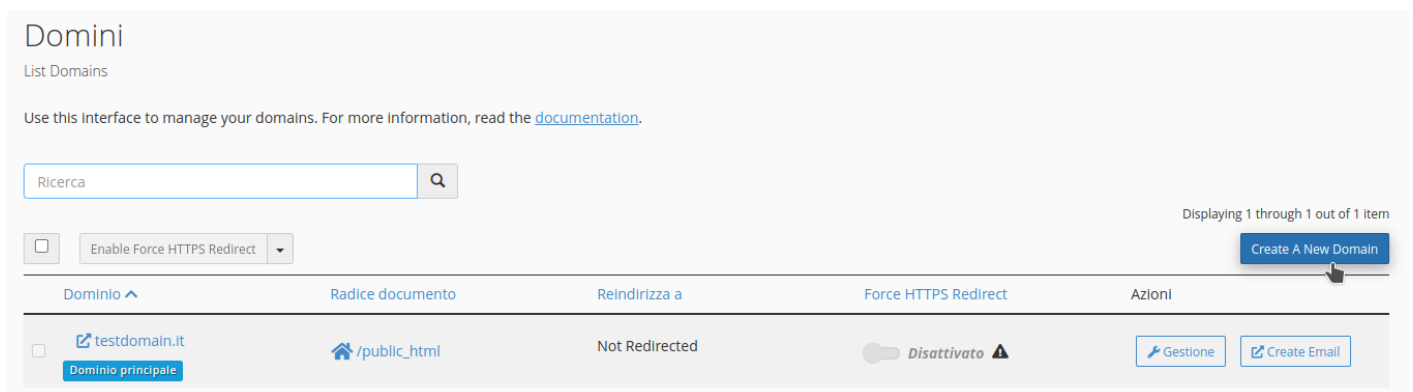 Domini
List Domains
Use this interface to manage your domains. For more information, read the documentation.
Ricerca
Displaying 1 through 1 out of 1 item
Enable Force HTTPS Redirect
Create A New Domain
Dominio Radice documento Reindirizza a Force HTTPS Redirect Azioni
testdomain.it /public_html Not Redirected Disattivato Gestione Create Email
Dominio principale